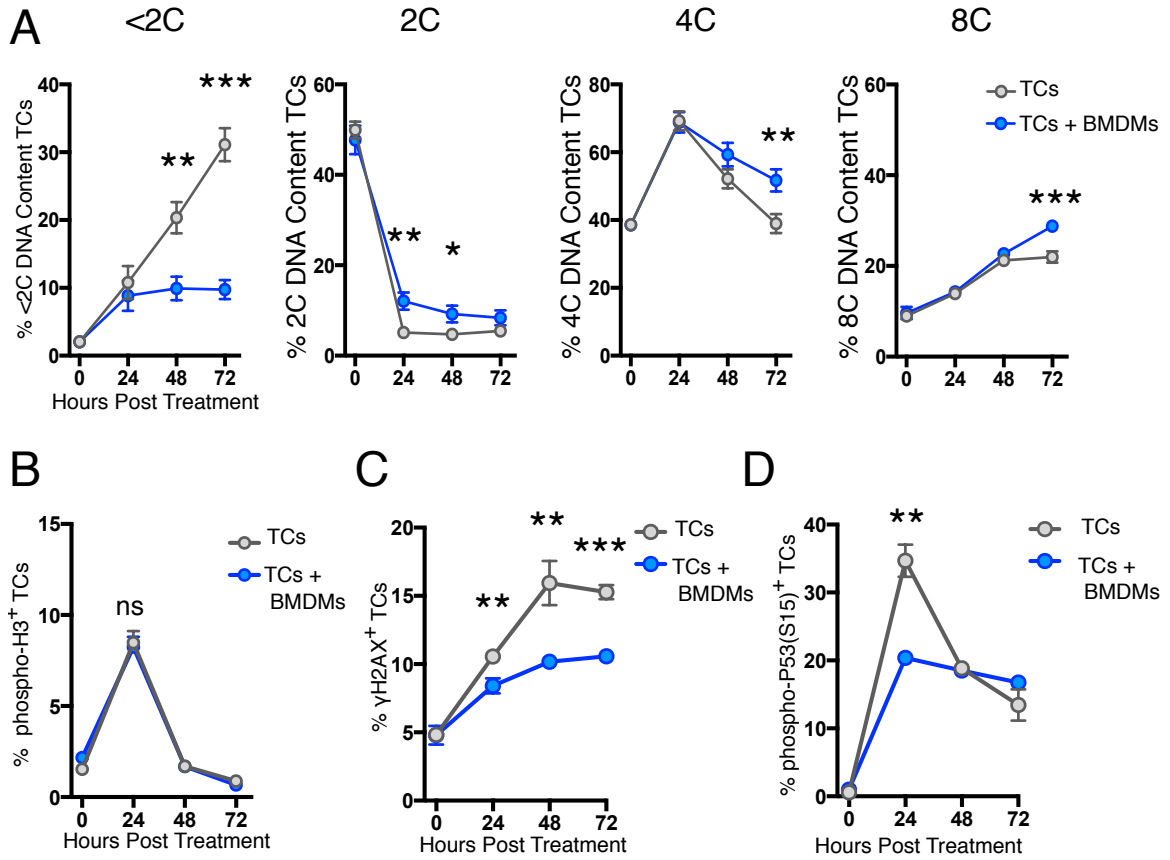 A
<2C
2C
4C
8C
% <2C DNA Content TCs
40
30
20
10
0
**
***
0 24 48 72
Hours Post Treatment
% 2C DNA Content TCs
60
40
20
0
**
*
0 24 48 72
% 4C DNA Content TCs
80
60
40
20
0
**
0 24 48 72
% 8C DNA Content TCs
60
40
20
0
TCs
TCs + BMDMs
***
0 24 48 72
B
% phospho-H3+ TCs
15
10
5
0
ns
TCs
TCs +
BMDMs
0 24 48 72
Hours Post Treatment
C
% γH2AX+ TCs
20
15
10
5
0
**
**
***
TCs
TCs +
BMDMs
0 24 48 72
Hours Post Treatment
D
% phospho-P53(S15)+ TCs
40
30
20
10
0
**
TCs
TCs +
BMDMs
0 24 48 72
Hours Post Treatment